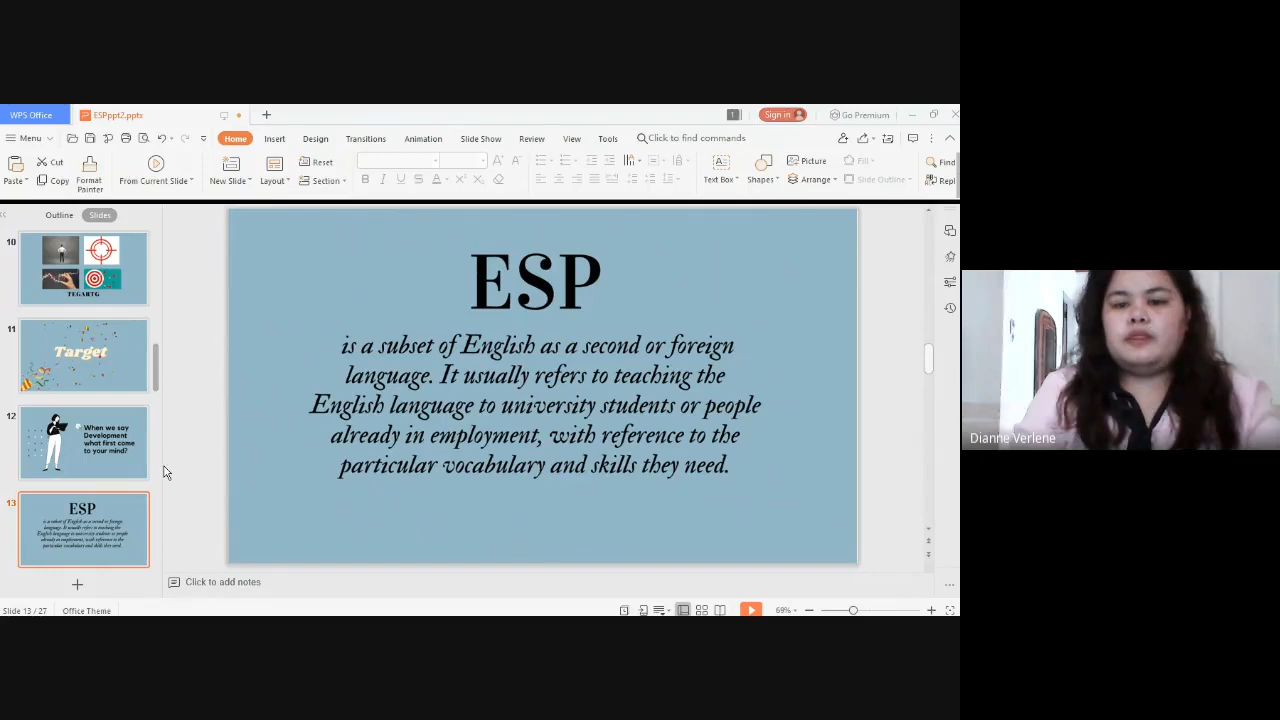 WPS Office
ESPppt2.pptx
1
Sign in
Go Premium
Menu
Home
Insert
Design
Transitions
Animation
Slide Show
Review
View
Tools
Click to find commands
Paste
Cut
Copy
Format
Painter
From Current Slide
New Slide
Layout
Reset
Section
B I U S A X² X₂
Text Box
Shapes
Picture
Arrange
Fill
Slide Outline
Find
Repl
Outline
Slides
10
TEGARTG
11
Target
12
When we say
Development
what first come
to your mind?
13
ESP
is a subset of English as a second or foreign
language. It usually refers to teaching the
English language to university students or people
already in employment, with reference to the
particular vocabulary and skills they need.
ESP
is a subset of English as a second or foreign
language. It usually refers to teaching the
English language to university students or people
already in employment, with reference to the
particular vocabulary and skills they need.
Click to add notes
Slide 13 / 27
Office Theme
69%
Dianne Verlene